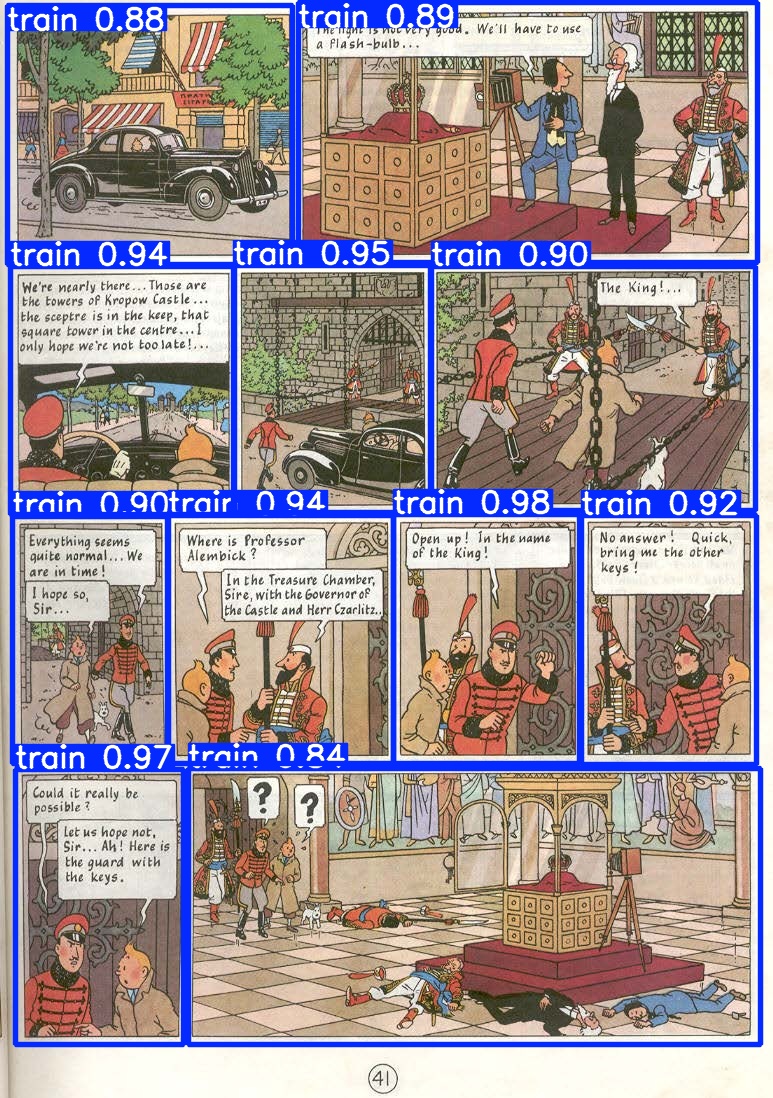 train 0.88
train 0.89
The light is not very good. We'll have to use
a flash-bulb...
train 0.94
train 0.95
train 0.90
We're nearly there... Those are
the towers of Kropow Castle...
the sceptre is in the keep, that
square tower in the centre... I
only hope we're not too late!...
The King!...
train 0.90
train 0.94
train 0.98
train 0.92
Everything seems
quite normal... We
are in time!
I hope so,
Sir...
Where is Professor
Alembick?
In the Treasure Chamber,
Sire, with the Governor of
the Castle and Herr Czarlitz..
Open up! In the name
of the King!
No answer! Quick,
bring me the other
keys!
train 0.97
train 0.84
Could it really be
possible?
Let us hope not,
Sir... Ah! Here is
the guard with
the keys.
?
?
41